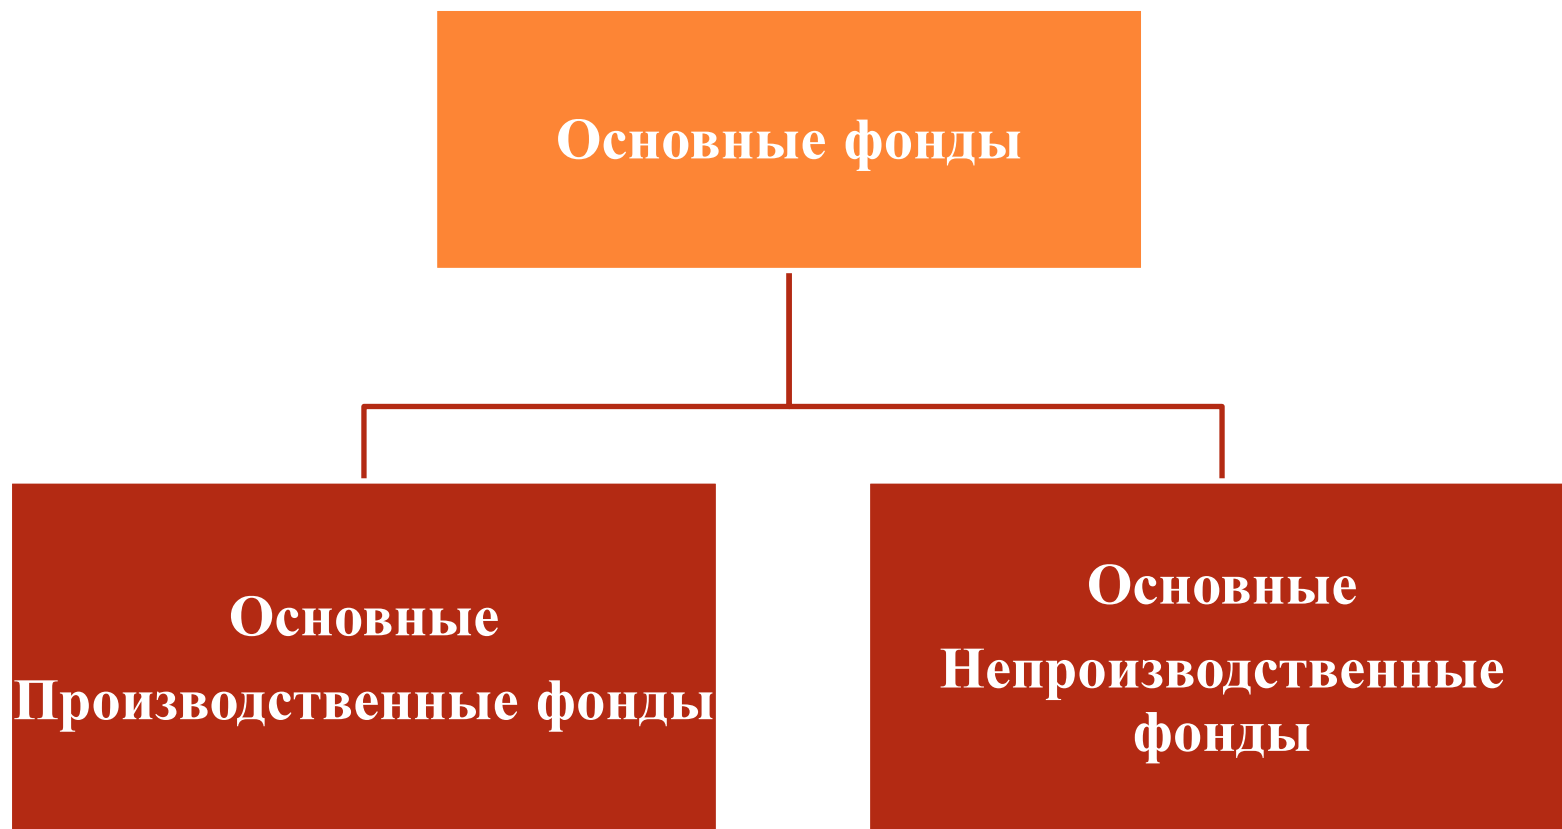 Основные фонды
Основные
Производственные фонды
Основные
Непроизводственные
фонды